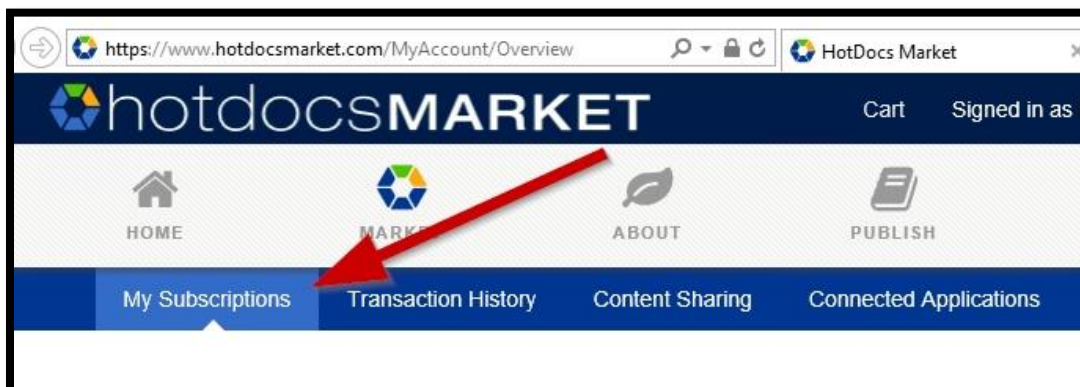 https://www.hotdocsmarket.com/MyAccount/Overview HotDocs Market
hotdocsMARKET Cart Signed in as
HOME MARKET ABOUT PUBLISH
My Subscriptions Transaction History Content Sharing Connected Applications